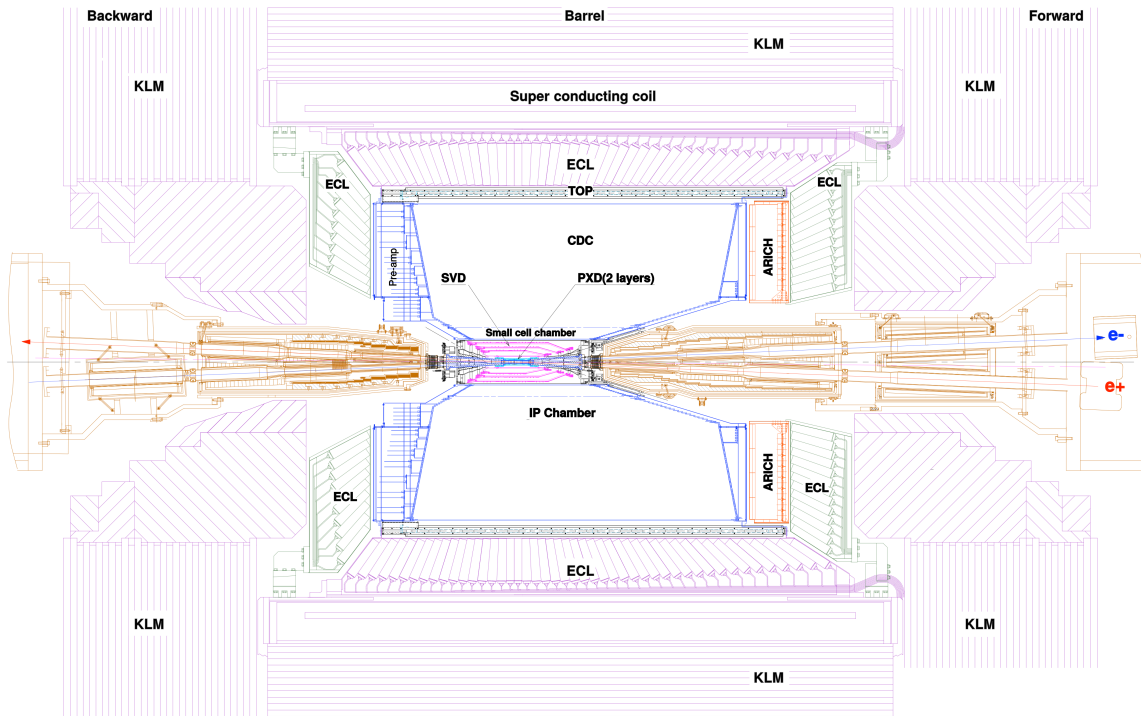 Backward
Barrel
Forward
KLM
KLM
KLM
Super conducting coil
ECL
ECL
ECL
TOP
CDC
Pre-amp
ARICH
SVD
PXD(2 layers)
Small cell chamber
e-
e+
IP Chamber
ARICH
ECL
ECL
ECL
KLM
KLM
KLM